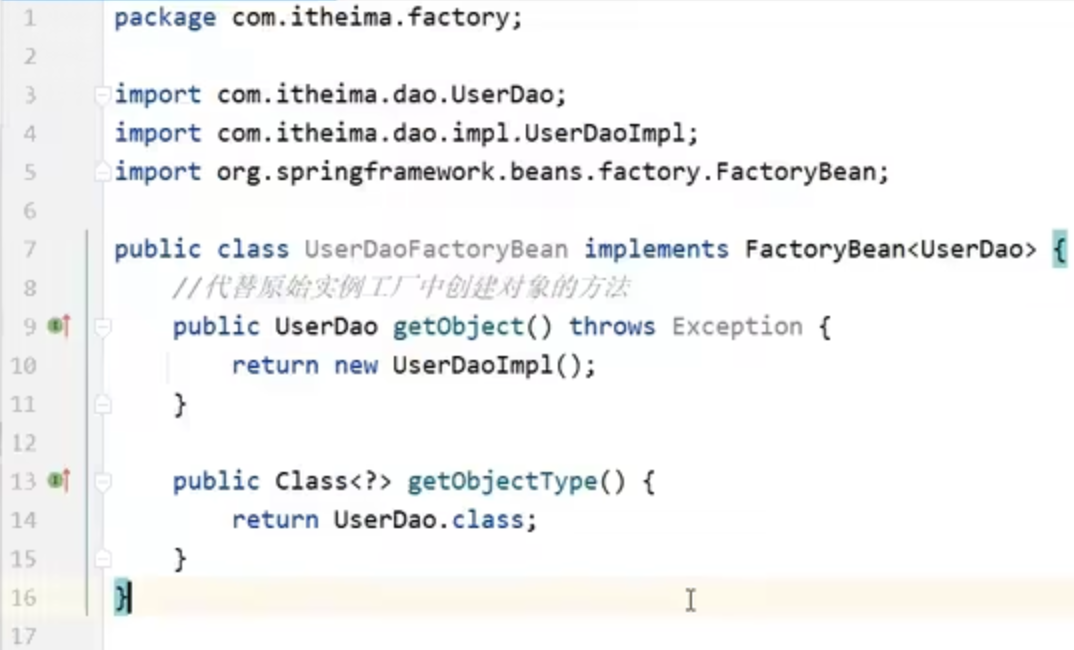 1 package com.itheima.factory;
2
3 import com.itheima.dao.UserDao;
4 import com.itheima.dao.impl.UserDaoImpl;
5 import org.springframework.beans.factory.FactoryBean;
6
7 public class UserDaoFactoryBean implements FactoryBean<UserDao> {
8 //代替原始实例工厂中创建对象的方法
9 public UserDao getObject() throws Exception {
10 return new UserDaoImpl();
11 }
12
13 public Class<?> getObjectType() {
14 return UserDao.class;
15 }
16 }
17